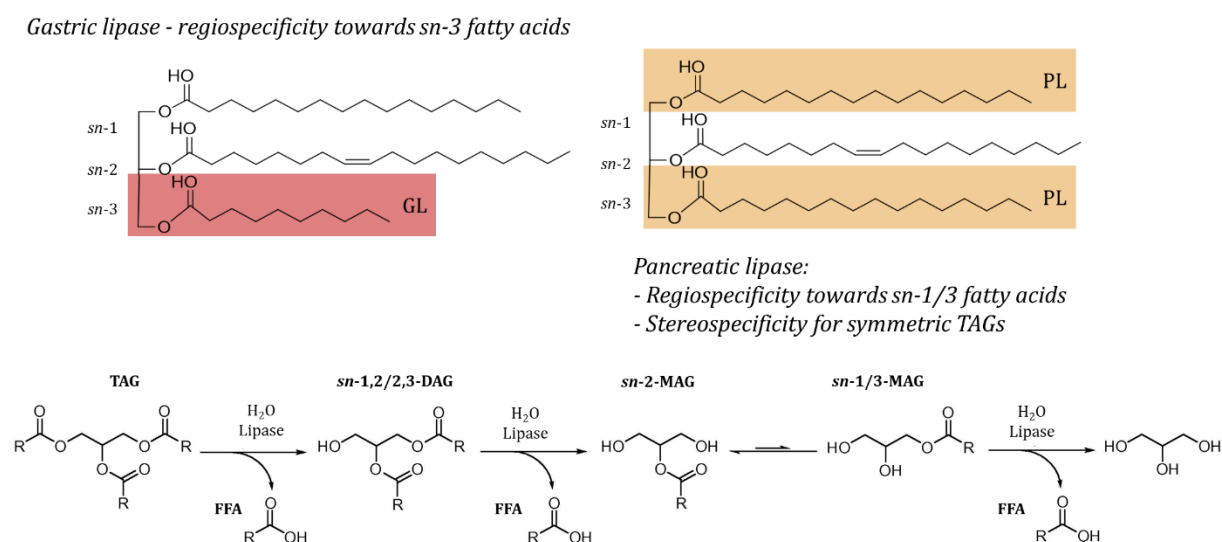 Gastric lipase - regiospecificity towards sn-3 fatty acids
HO
O
sn-1
HO
sn-2
O
HO
sn-3
GL
O
HO
PL
O
sn-1
HO
sn-2
O
HO
sn-3
PL
O
Pancreatic lipase:
- Regiospecificity towards sn-1/3 fatty acids
- Stereospecificity for symmetric TAGs
TAG
sn-1,2/2,3-DAG
sn-2-MAG
sn-1/3-MAG
O O
R O O R
O O
R
H₂O
Lipase
FFA
O
R OH
HO O O R
O O
R
H₂O
Lipase
FFA
O
R OH
HO OH
O O
R
HO O O R
OH
H₂O
Lipase
FFA
O
R OH
HO OH
OH